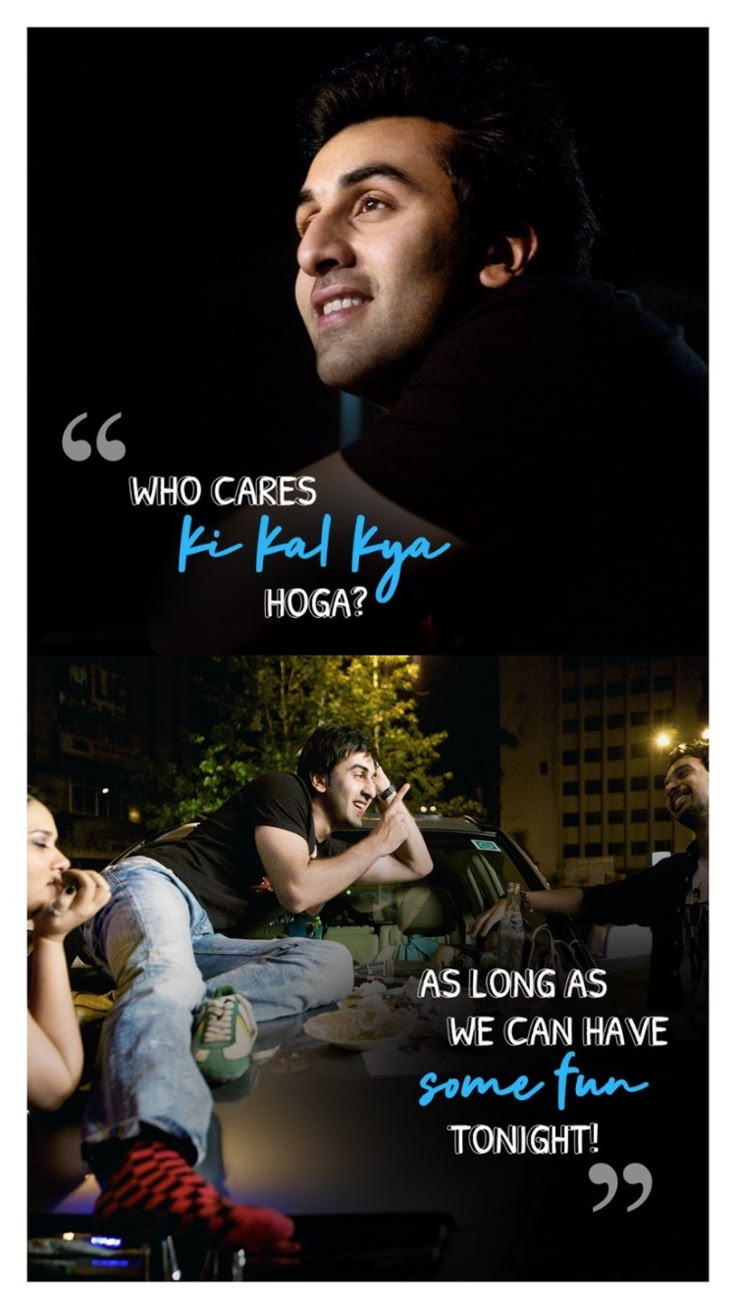 “
WHO CARES
ki kal kya
HOGA?
AS LONG AS
WE CAN HAVE
some fun
TONIGHT!
”